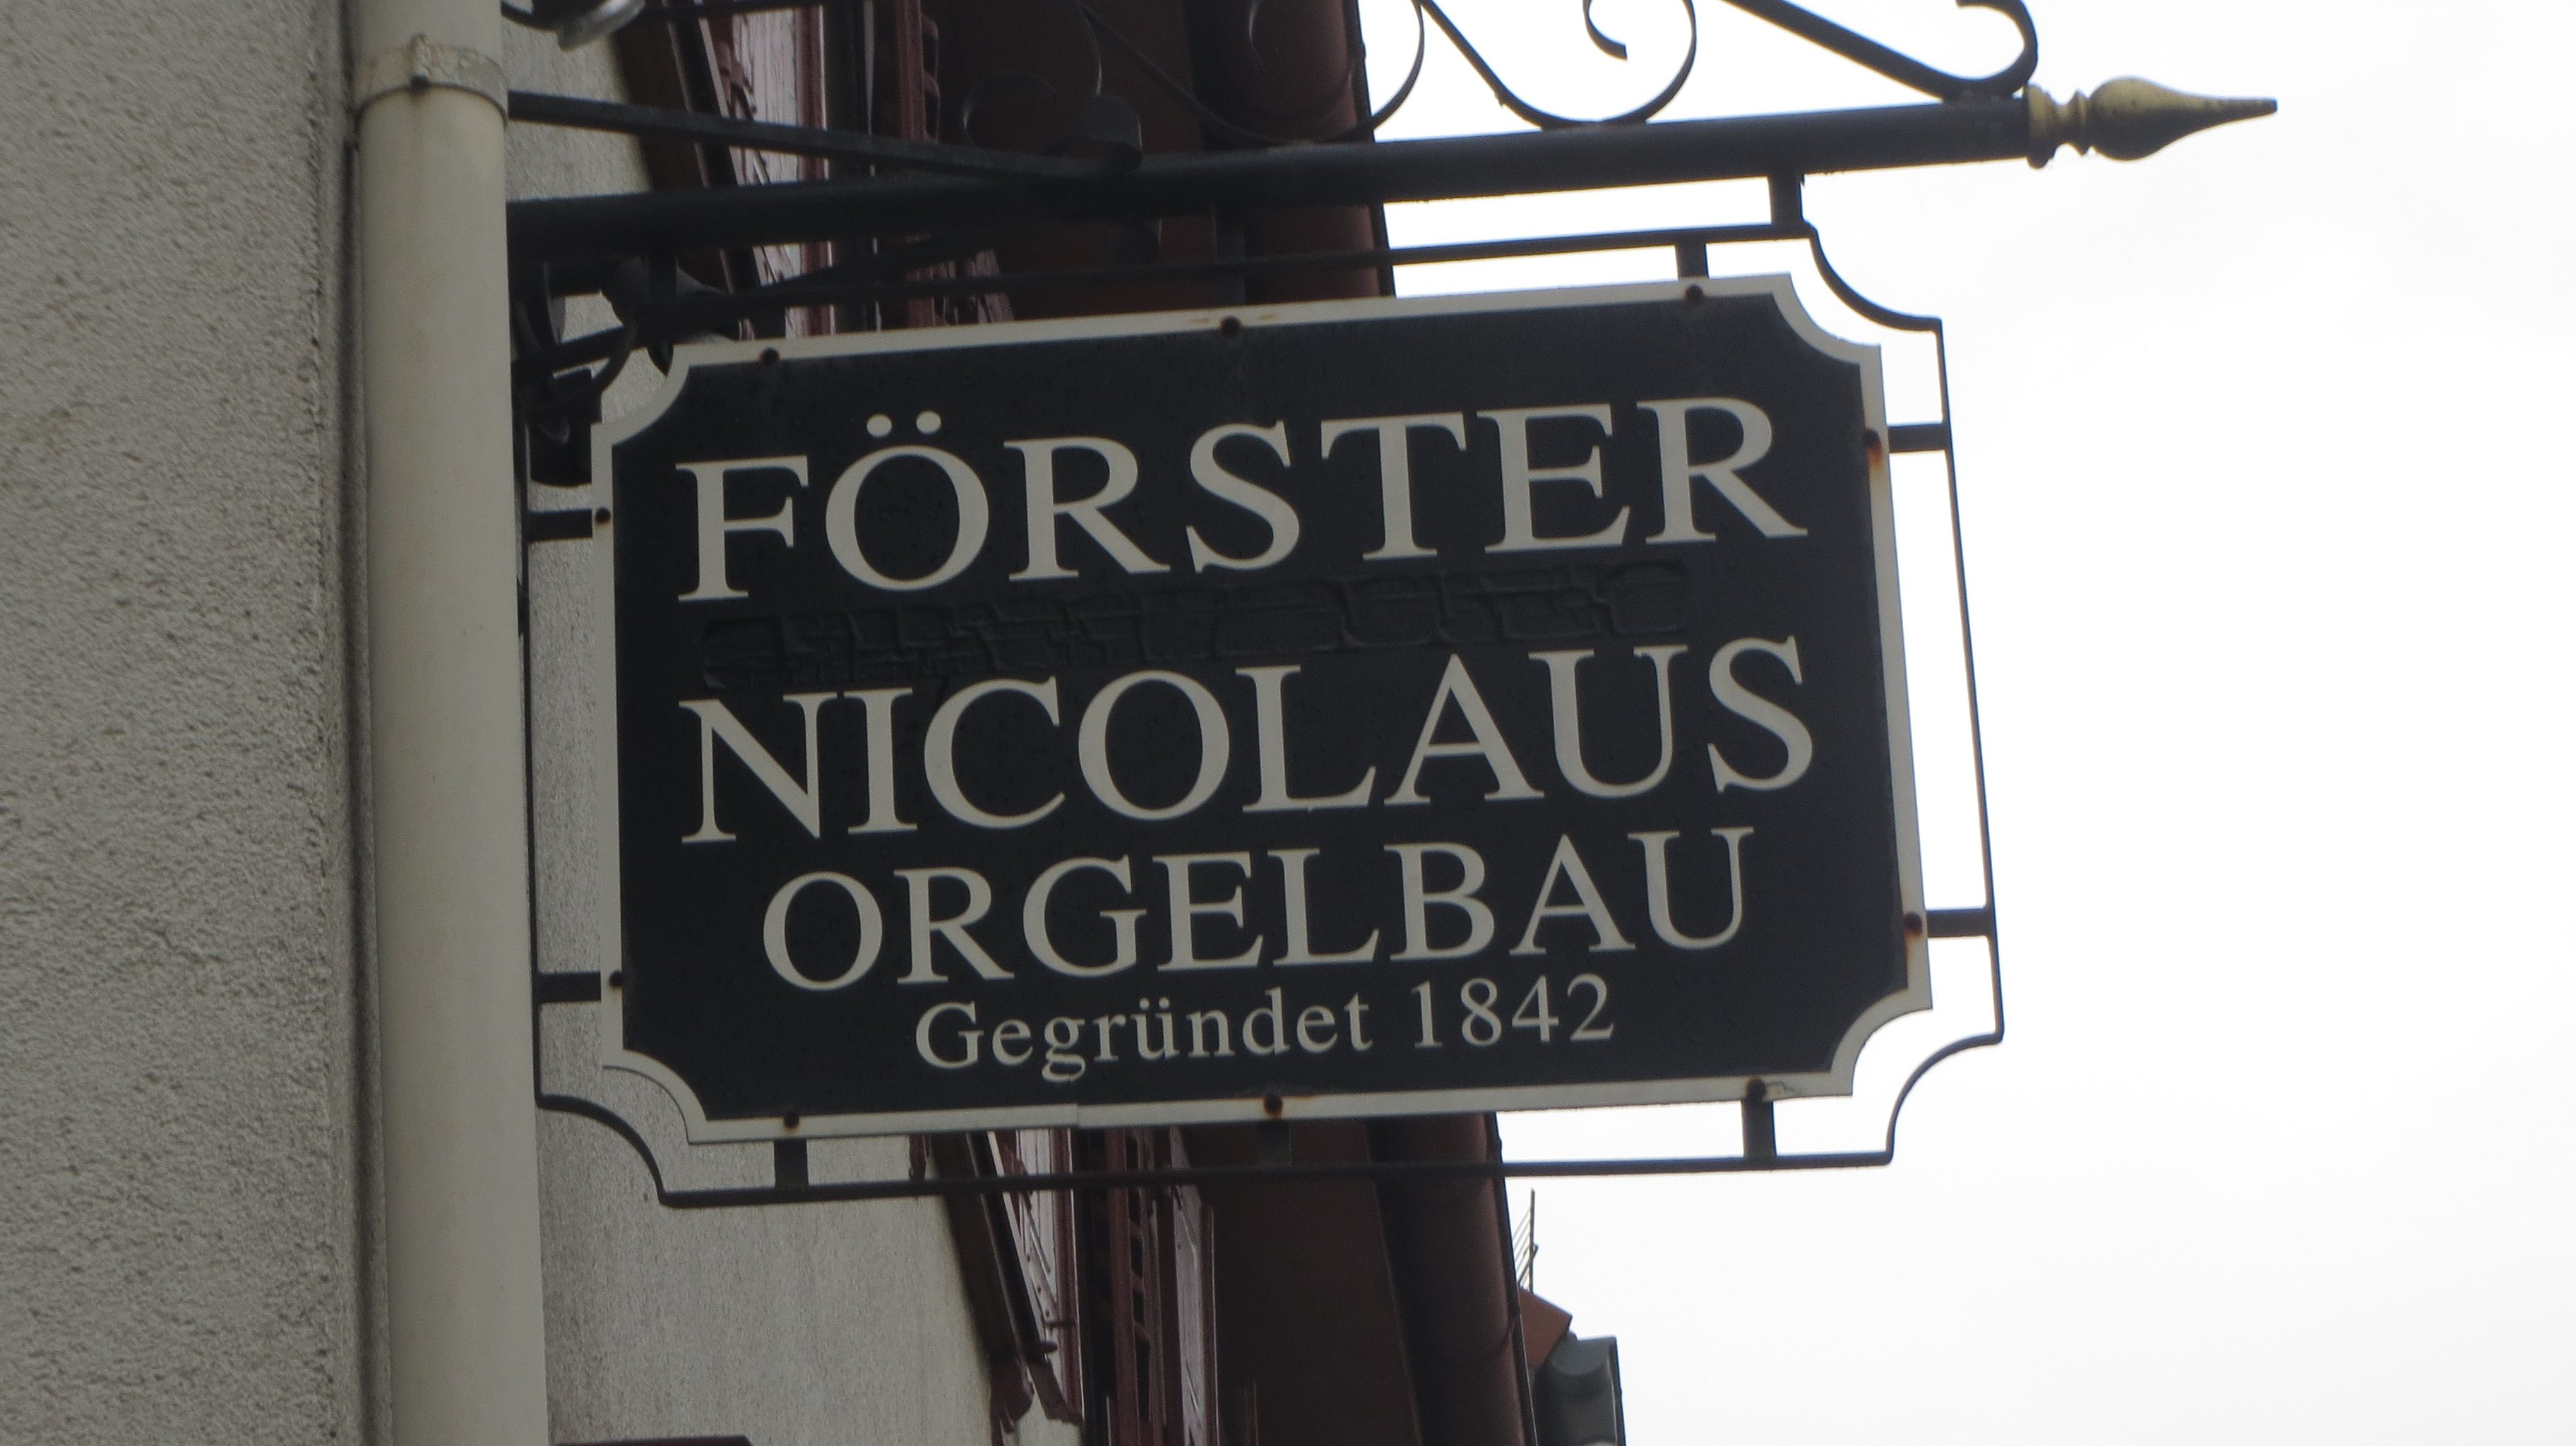 FÖRSTER
NICOLAUS
ORGELBAU
Gegründet 1842